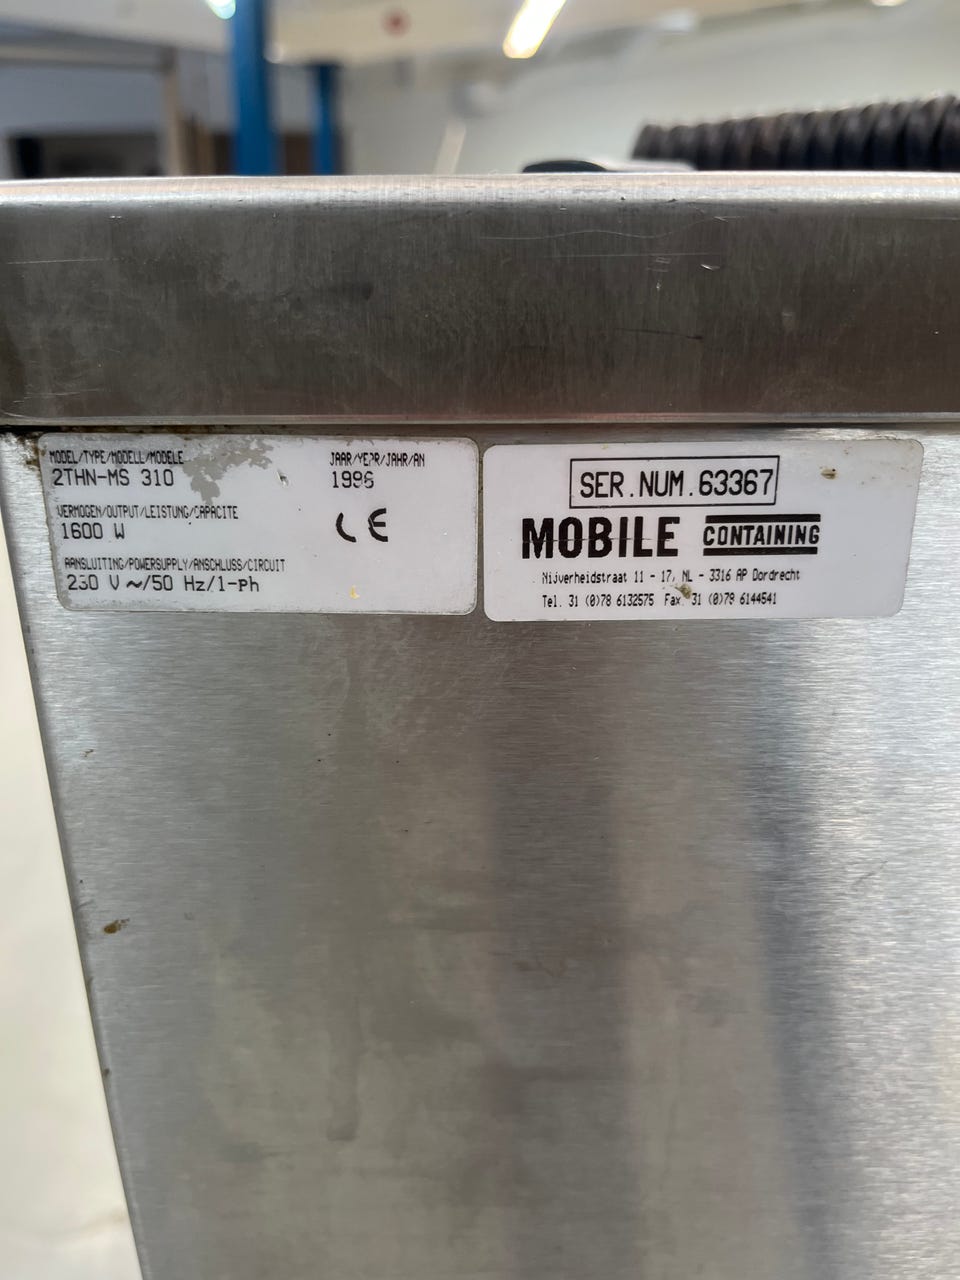 MODEL/TYPE/MODELL/MODELE
2THN-MS 310
JAAR/YEAR/JAHR/AN
1996
VERMOGEN/OUTPUT/LEISTUNG/CAPACITE
1600 W
CE
AANSLUITING/POWERSUPPLY/ANSCHLUSS/CIRCUIT
230 V ~/50 Hz/1-Ph
SER.NUM.63367
MOBILE CONTAINING
Nijverheidstraat 11 - 17, NL - 3316 AP Dordrecht
Tel. 31 (0)78 6132575 Fax. 31 (0)78 6144541